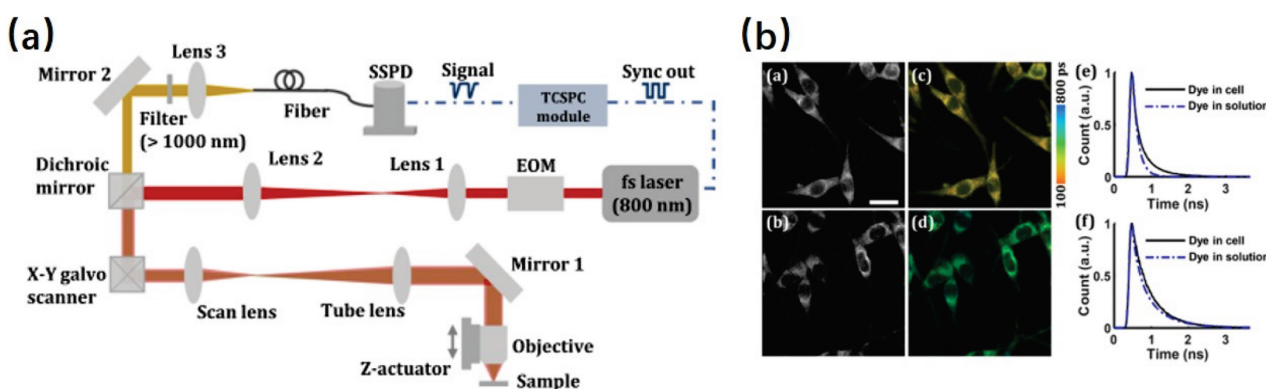 (a)
Lens 3
Mirror 2
SSPD
Signal
Sync out
TCSPC
module
Fiber
Filter
(> 1000 nm)
Dichroic
mirror
Lens 2
Lens 1
EOM
fs laser
(800 nm)
X-Y galvo
scanner
Scan lens
Tube lens
Mirror 1
Z-actuator
Objective
Sample
(b)
(a)
(c)
800 ps
100
(b)
(d)
(e)
1
0.5
0
Count (a.u.)
Dye in cell
Dye in solution
0 1 2 3
Time (ns)
(f)
1
0.5
0
Count (a.u.)
Dye in cell
Dye in solution
0 1 2 3
Time (ns)